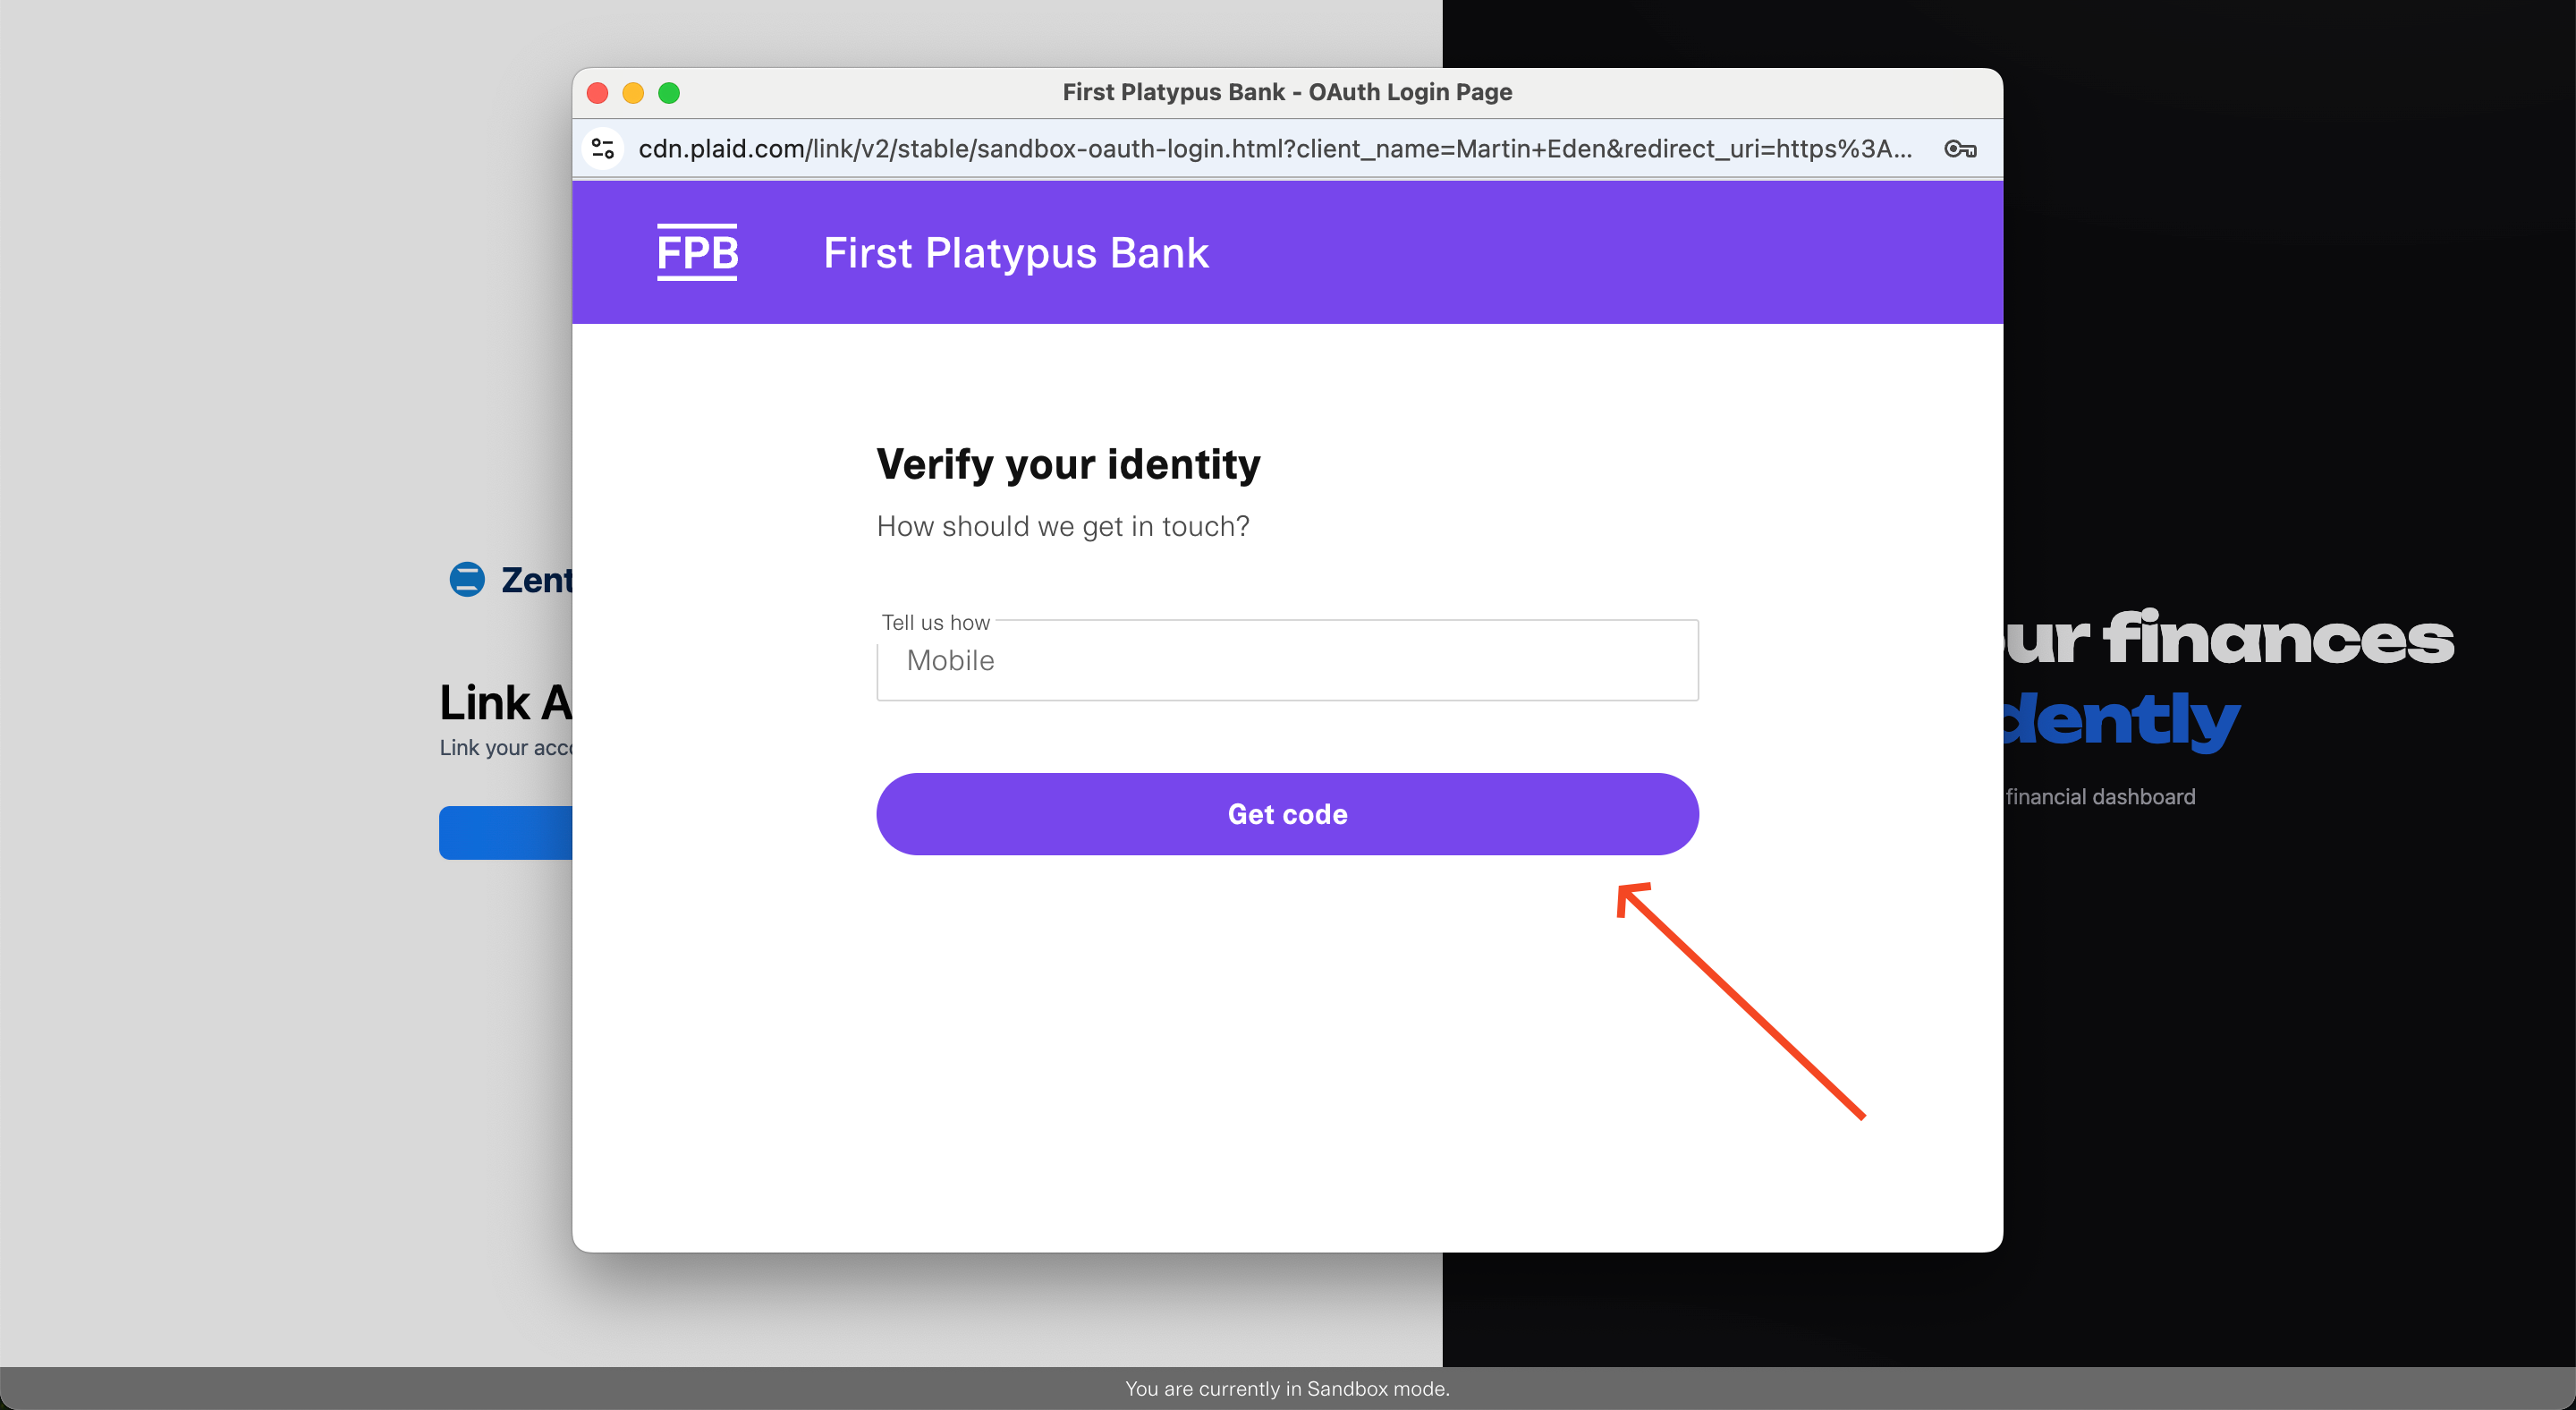 First Platypus Bank - OAuth Login Page
cdn.plaid.com/link/v2/stable/sandbox-oauth-login.html?client_name=Martin+Eden&redirect_uri=https%3A...
FPB First Platypus Bank
Verify your identity
How should we get in touch?
Tell us how
Mobile
Get code
Zent
Link A
Link your acco
ur finances
dently
financial dashboard
You are currently in Sandbox mode.